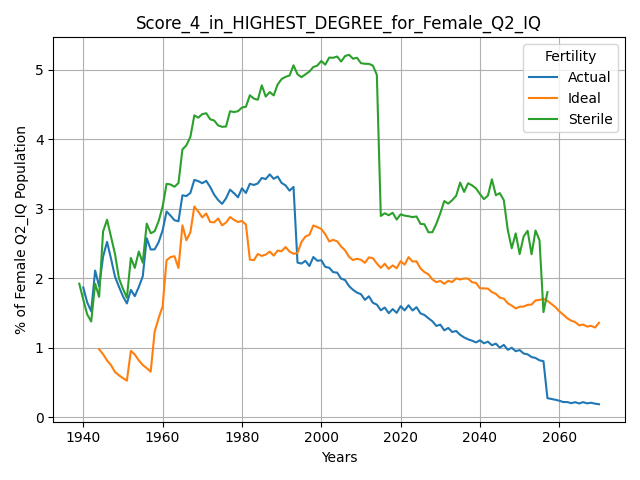 Score_4_in_HIGHEST_DEGREE_for_Female_Q2_IQ
% of Female Q2_IQ Population
5
4
3
2
1
0
Fertility
Actual
Ideal
Sterile
1940 1960 1980 2000 2020 2040 2060
Years